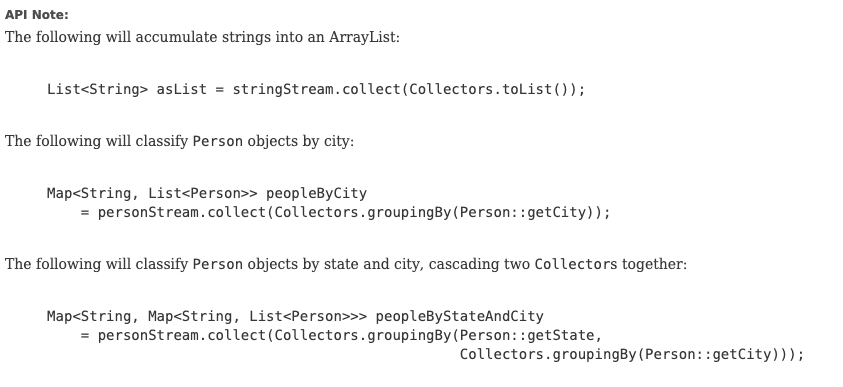 API Note:
The following will accumulate strings into an ArrayList:
List<String> asList = stringStream.collect(Collectors.toList());
The following will classify Person objects by city:
Map<String, List<Person>> peopleByCity
= personStream.collect(Collectors.groupingBy(Person::getCity));
The following will classify Person objects by state and city, cascading two Collectors together:
Map<String, Map<String, List<Person>>> peopleByStateAndCity
= personStream.collect(Collectors.groupingBy(Person::getState,
Collectors.groupingBy(Person::getCity)));